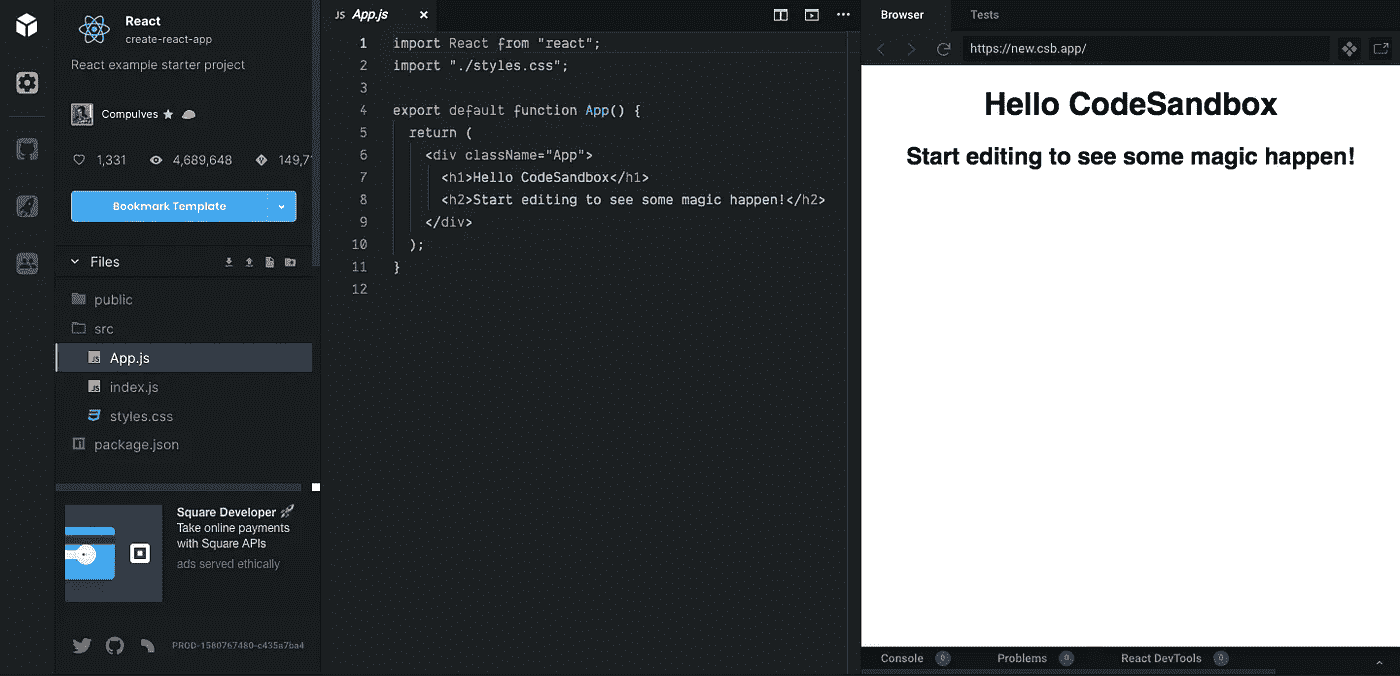 React
create-react-app
React example starter project
Compulves
1,331 4,689,648 149,7
Bookmark Template
Files
public
src
JS App.js
JS index.js
styles.css
package.json
Square Developer 🚀
Take online payments
with Square APIs
ads served ethically
PROD-1580767480-c435a7ba4
JS App.js ×
1 import React from "react";
2 import "./styles.css";
3
4 export default function App() {
5 return (
6 <div className="App">
7 <h1>Hello CodeSandbox</h1>
8 <h2>Start editing to see some magic happen!</h2>
9 </div>
10 );
11 }
12
Browser Tests
https://new.csb.app/
Hello CodeSandbox
Start editing to see some magic happen!
Console 0 Problems 0 React DevTools 0